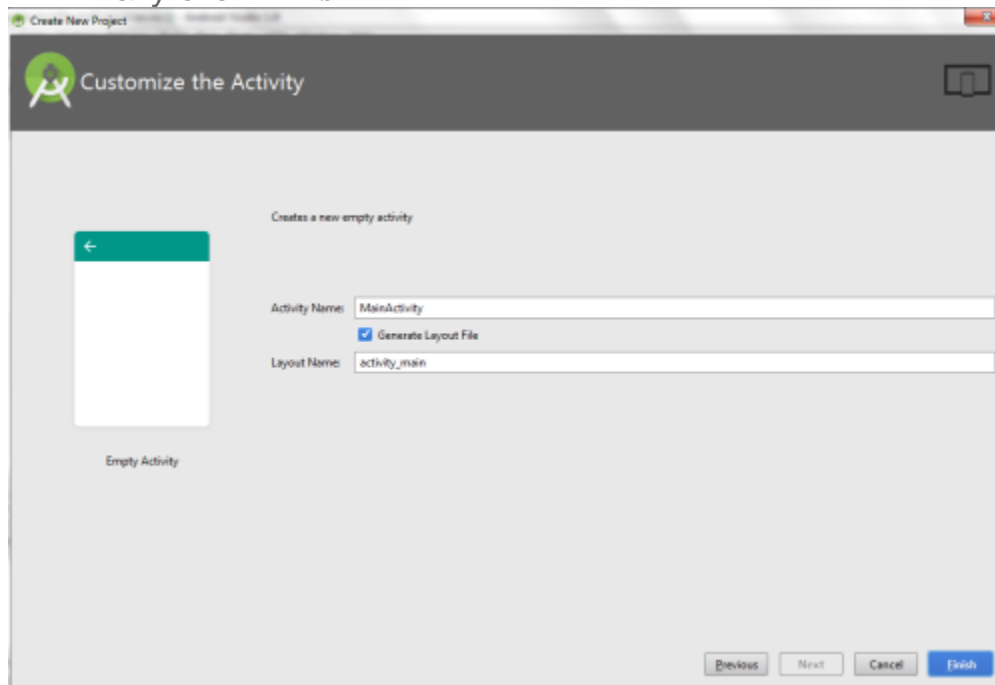 Create New Project
Customize the Activity
Creates a new empty activity
Activity Name: MainActivity
Generate Layout File
Layout Name: activity_main
Empty Activity
Previous Next Cancel Finish